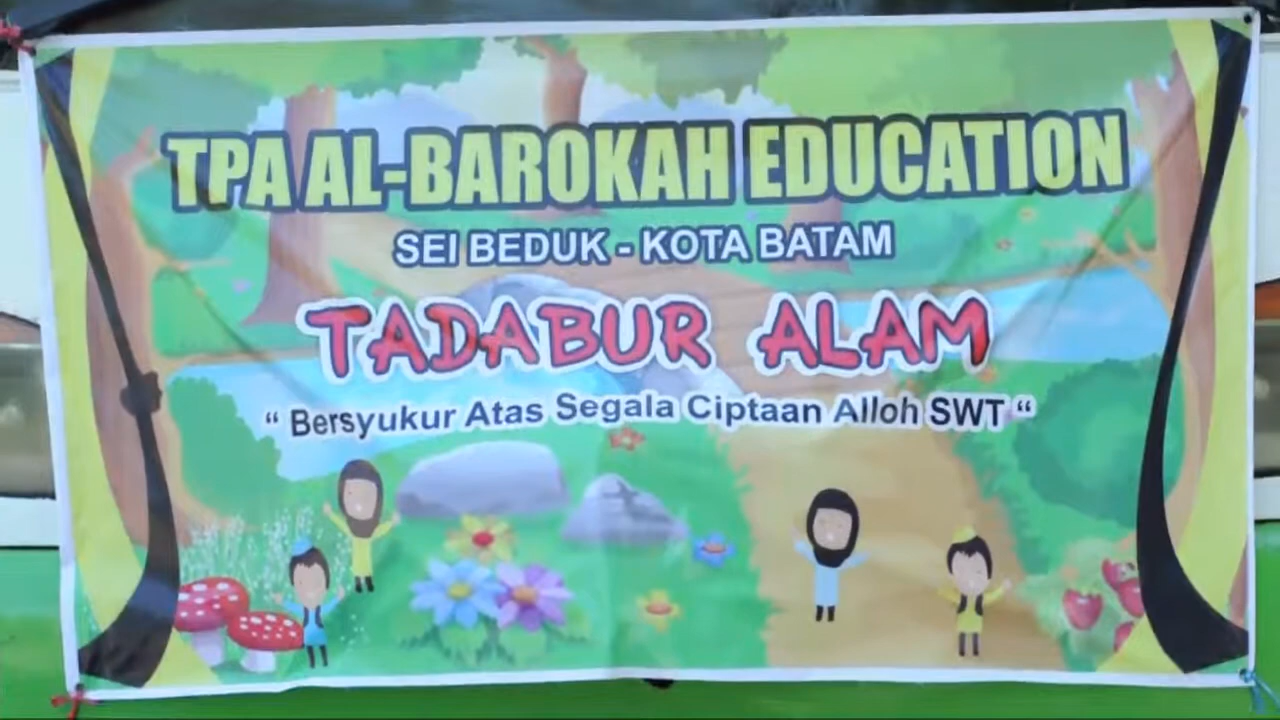 TPA AL-BAROKAH EDUCATION
SEI BEDUK - KOTA BATAM
TADABUR ALAM
“ Bersyukur Atas Segala Ciptaan Alloh SWT “